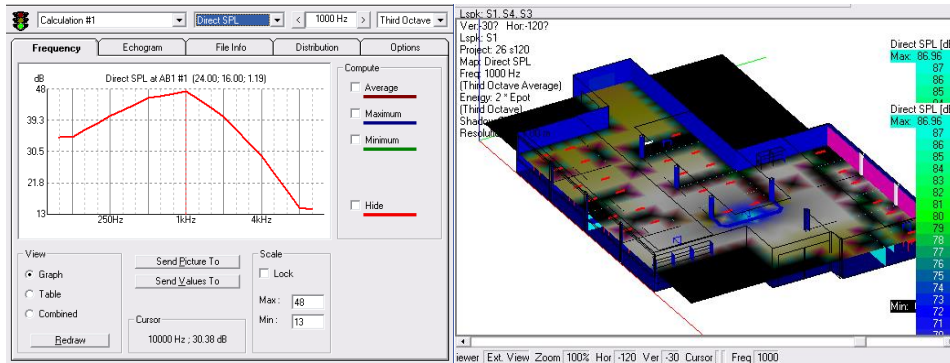 Calculation #1
Direct SPL
< 1000 Hz >
Third Octave
Frequency Echogram File Info Distribution Options
dB Direct SPL at AB1 #1 (24.00; 16.00; 1.19)
48
39.3
30.5
21.8
13
250Hz 1kHz 4kHz
Compute
Average
Maximum
Minimum
Hide
View
Graph
Table
Combined
Redraw
Send Picture To
Send Values To
Cursor
10000 Hz ; 30.38 dB
Scale
Lock
Max : 48
Min : 13
Lspk: S1, S4, S3
Ver:-30? Hor:-120?
Lspk: S1
Project: 26 s120
Map: Direct SPL
Freq: 1000 Hz
(Third Octave Average)
Energy: 2 * Epot
(Third Octave)
Direct SPL [dB
Max: 86.96
87
86
85
Direct SPL [dB
Max: 86.96
87
86
85
84
83
82
81
80
79
78
77
76
75
74
73
72
71
Min:
iewer Ext. View Zoom 100% Hor -120 Ver -30 Cursor Freq 1000